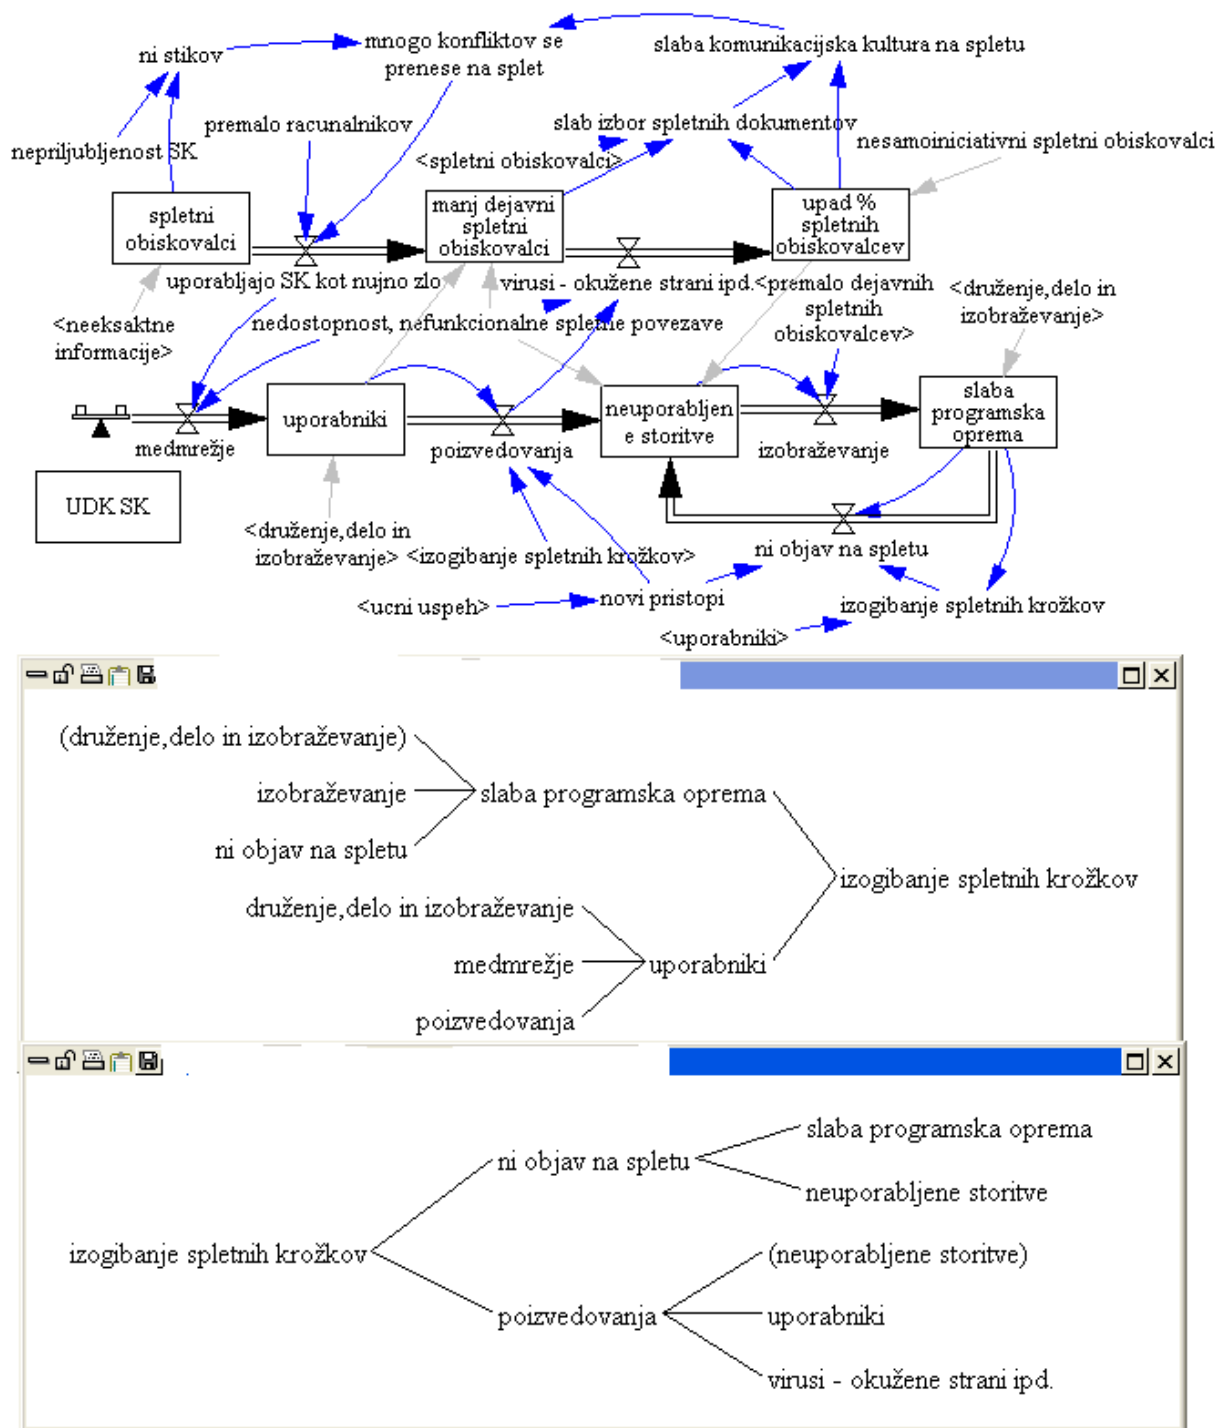 ni stikov
mnogo konfliktov se
prenese na splet
slaba komunikacijska kultura na spletu
nepriljubljenost SK
premalo racunalnikov
<spletni obiskovalci>
slab izbor spletnih dokumentov
nesamoiniciativni spletni obiskovalci
spletni
obiskovalci
manj dejavni
spletni
obiskovalci
upad %
spletnih
obiskovalcev
uporabljajo SK kot nujno zlo
virusi - okužene strani ipd.
<premalo dejavnih
spletnih
obiskovalcev>
<druženje,delo in
izobraževanje>
<neeksaktne
informacije>
nedostopnost, nefunkcionalne spletne povezave
uporabniki
neuporabljen
e storitve
slaba
programska
oprema
medmrežje
poizvedovanja
izobraževanje
UDK SK
<druženje,delo in
izobraževanje>
<izogibanje spletnih krožkov>
ni objav na spletu
<ucni uspeh>
novi pristopi
izogibanje spletnih krožkov
<uporabniki>
(druženje,delo in izobraževanje)
izobraževanje
slaba programska oprema
ni objav na spletu
izogibanje spletnih krožkov
druženje,delo in izobraževanje
medmrežje
uporabniki
poizvedovanja
slaba programska oprema
ni objav na spletu
neuporabljene storitve
izogibanje spletnih krožkov
(neuporabljene storitve)
poizvedovanja
uporabniki
virusi - okužene strani ipd.